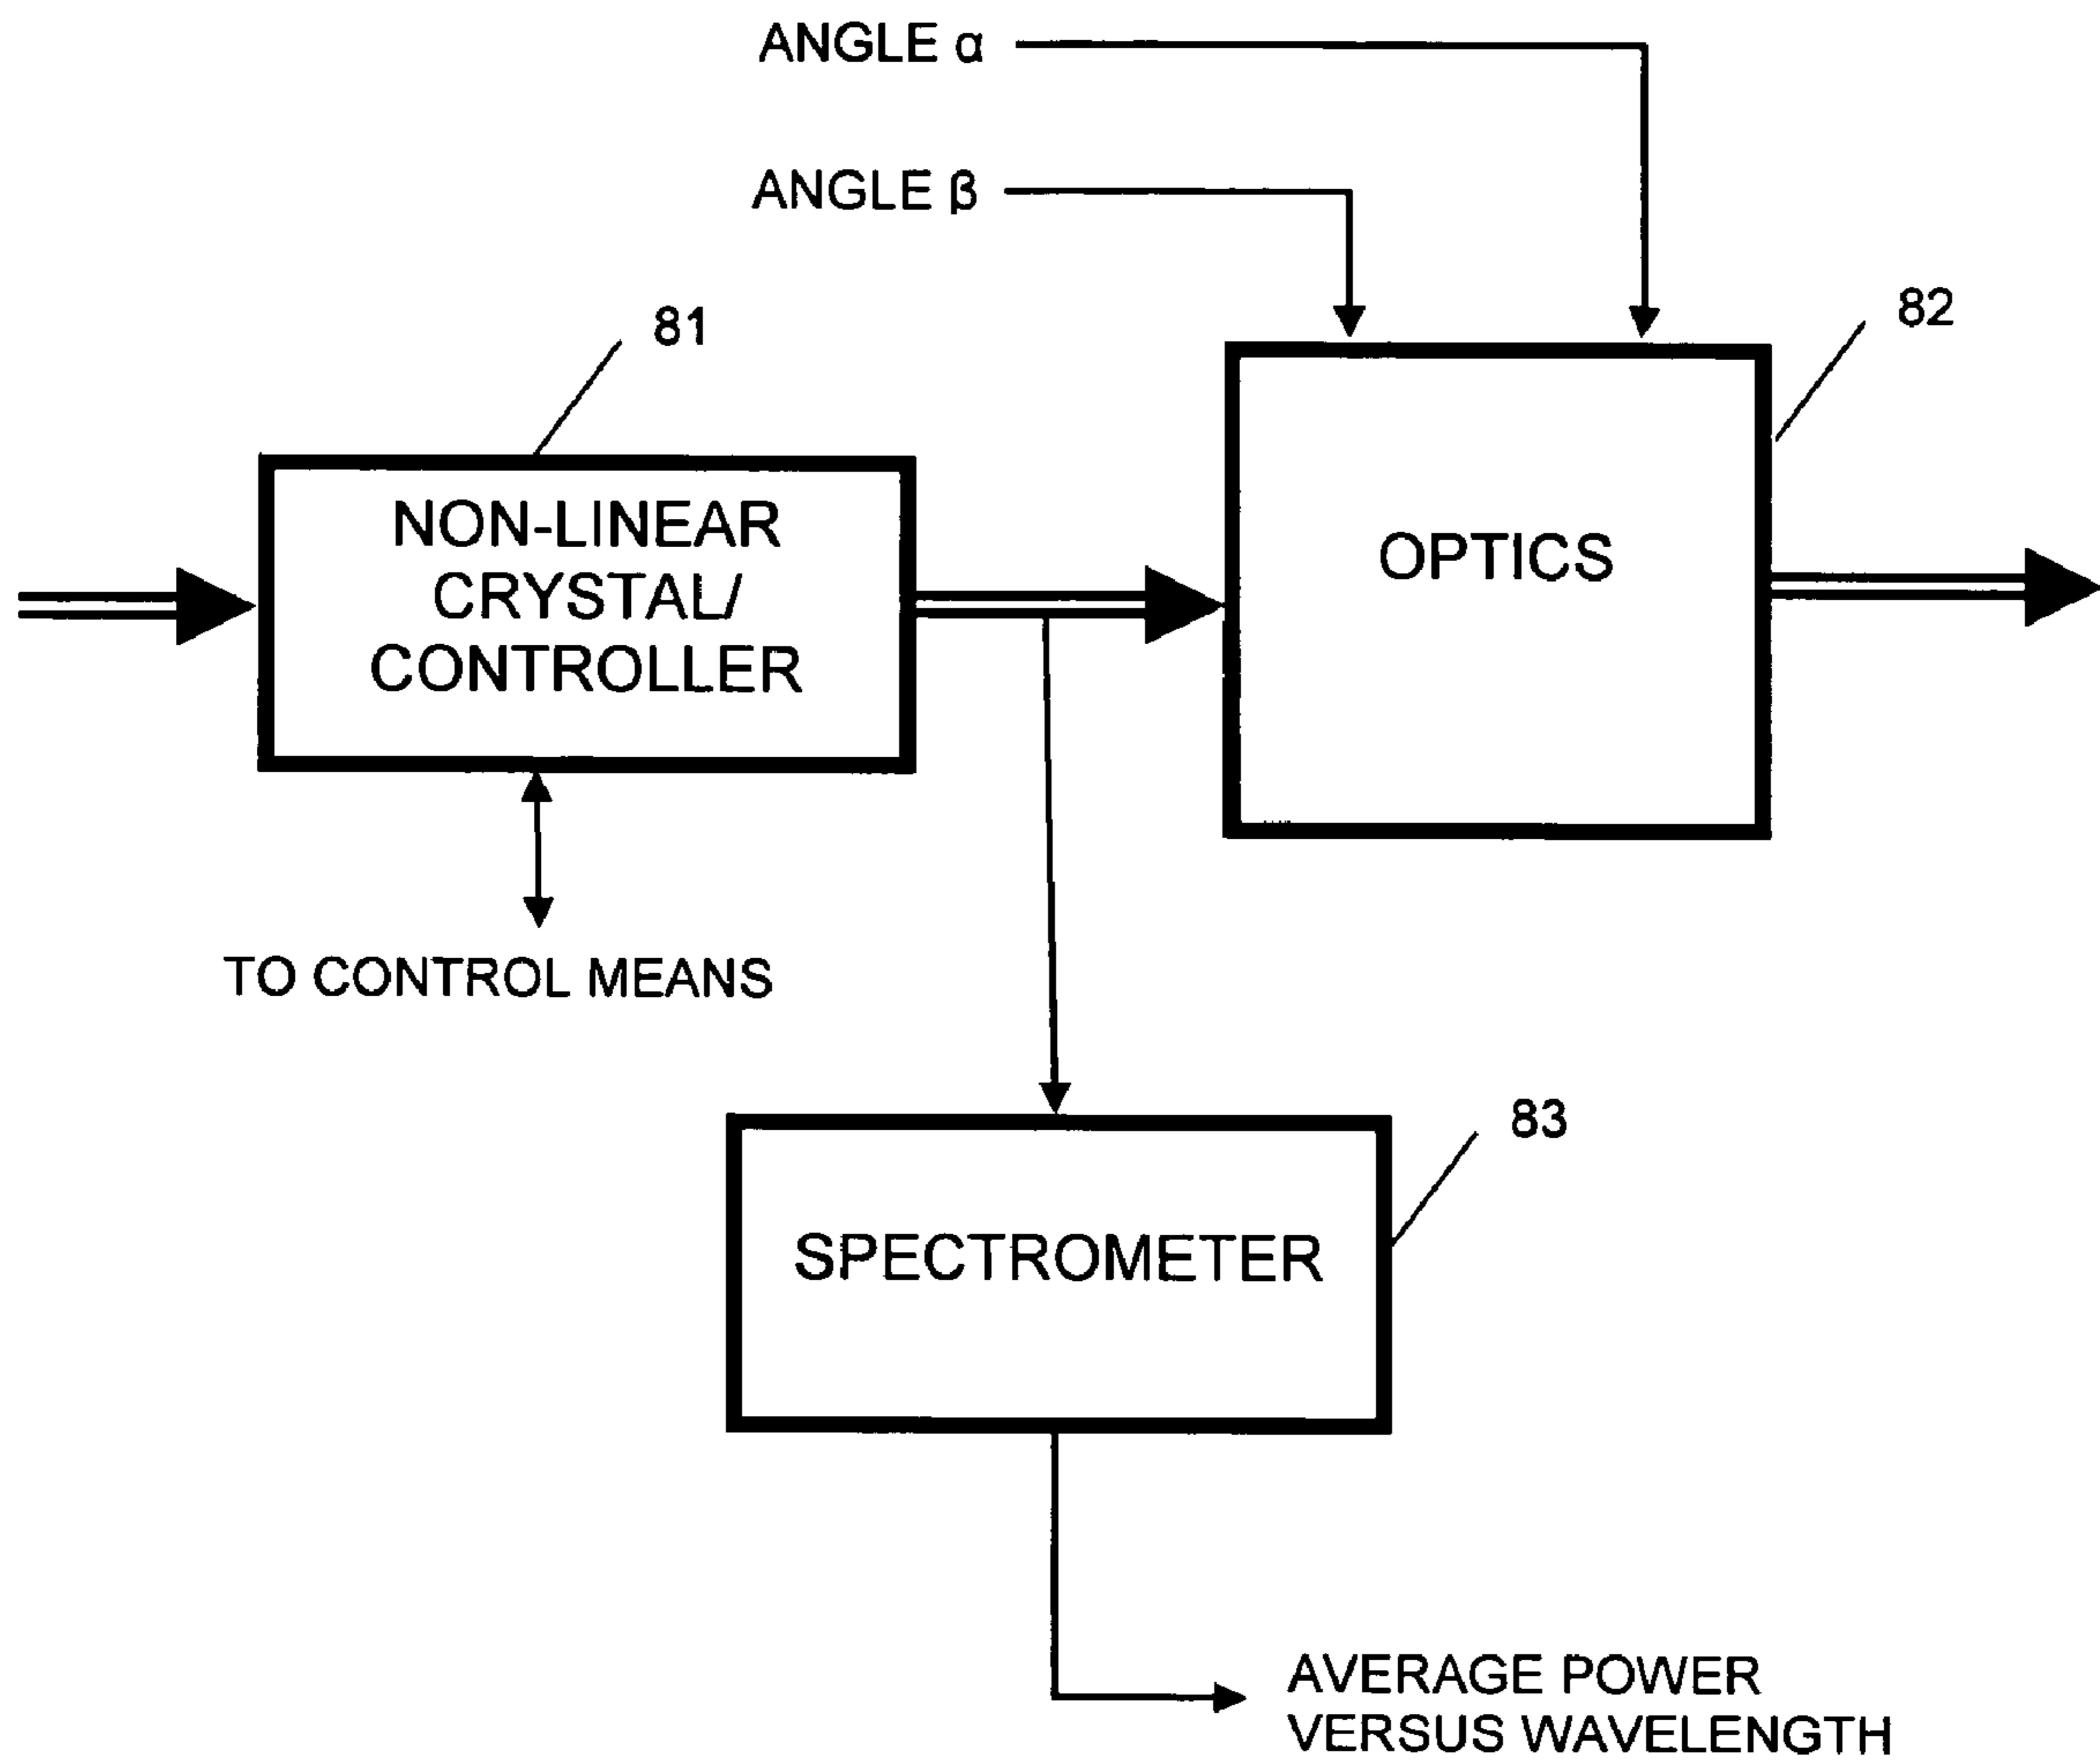 ANGLE α
ANGLE β
81
82
NON-LINEAR
CRYSTAL/
CONTROLLER
OPTICS
TO CONTROL MEANS
83
SPECTROMETER
AVERAGE POWER
VERSUS WAVELENGTH